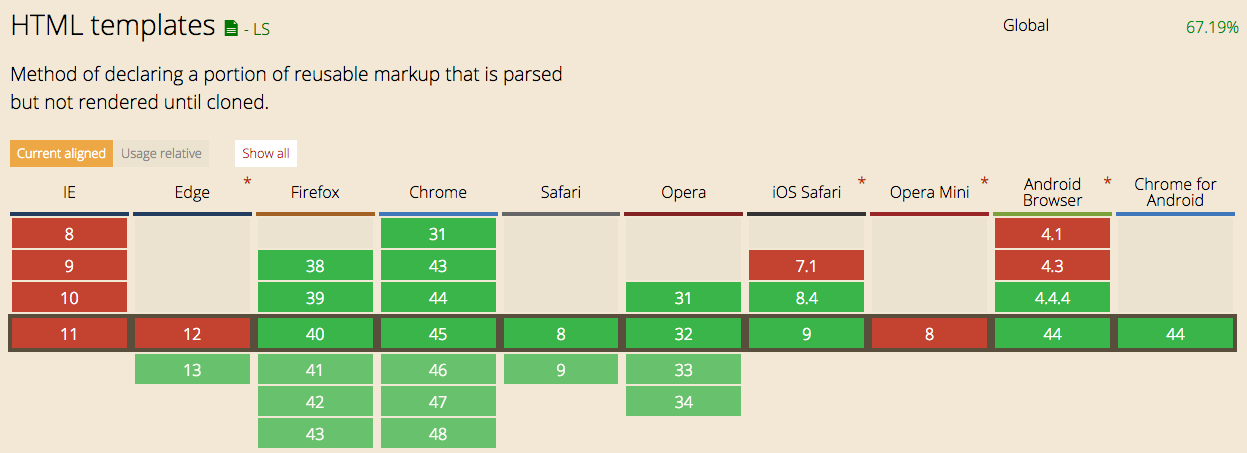 HTML templates - LS Global 67.19%
Method of declaring a portion of reusable markup that is parsed
but not rendered until cloned.
Current aligned Usage relative Show all
IE Edge * Firefox Chrome Safari Opera iOS Safari * Opera Mini * Android Browser * Chrome for Android
8 31 4.1
9 38 43 7.1 4.3
10 39 44 31 8.4 4.4.4
11 12 40 45 8 32 9 8 44 44
13 41 46 9 33
42 47 34
43 48